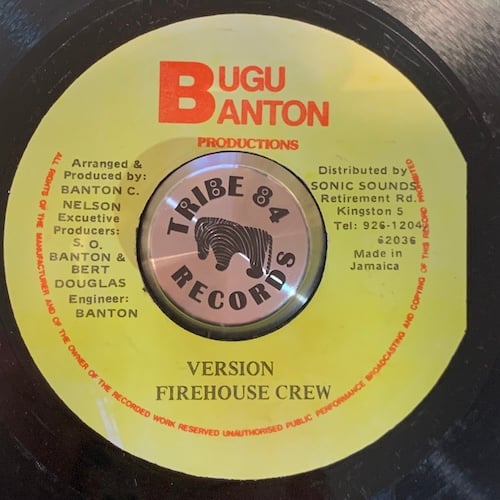 BUGU
BANTON
PRODUCTIONS
Arranged &
Produced by:
BANTON C.
NELSON
Excuetive
Producers:
S. O.
BANTON &
BERT
DOUGLAS
Engineer:
BANTON
TRIBE 84
RECORDS
Distributed by
SONIC SOUNDS
Retirement Rd.
Kingston 5
Tel: 926-1204
62036
Made in
Jamaica
VERSION
FIREHOUSE CREW
ALL RIGHTS OF THE MANUFACTURER AND OF THE OWNER OF THE RECORDED WORK RESERVED UNAUTHORISED PUBLIC PERFORMANCE BROADCASTING AND COPYING OF THIS RECORD PROHIBITED